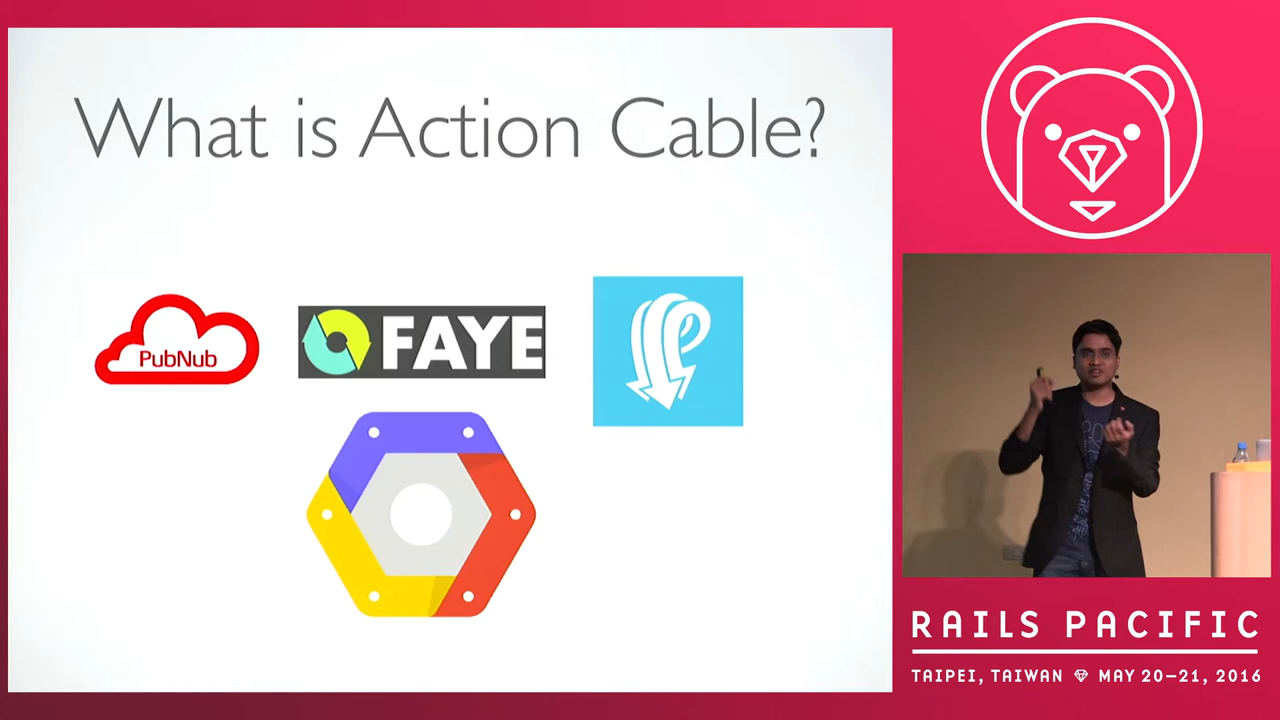 What is Action Cable?
PubNub
FAYE
RAILS PACIFIC
TAIPEI, TAIWAN MAY 20–21, 2016